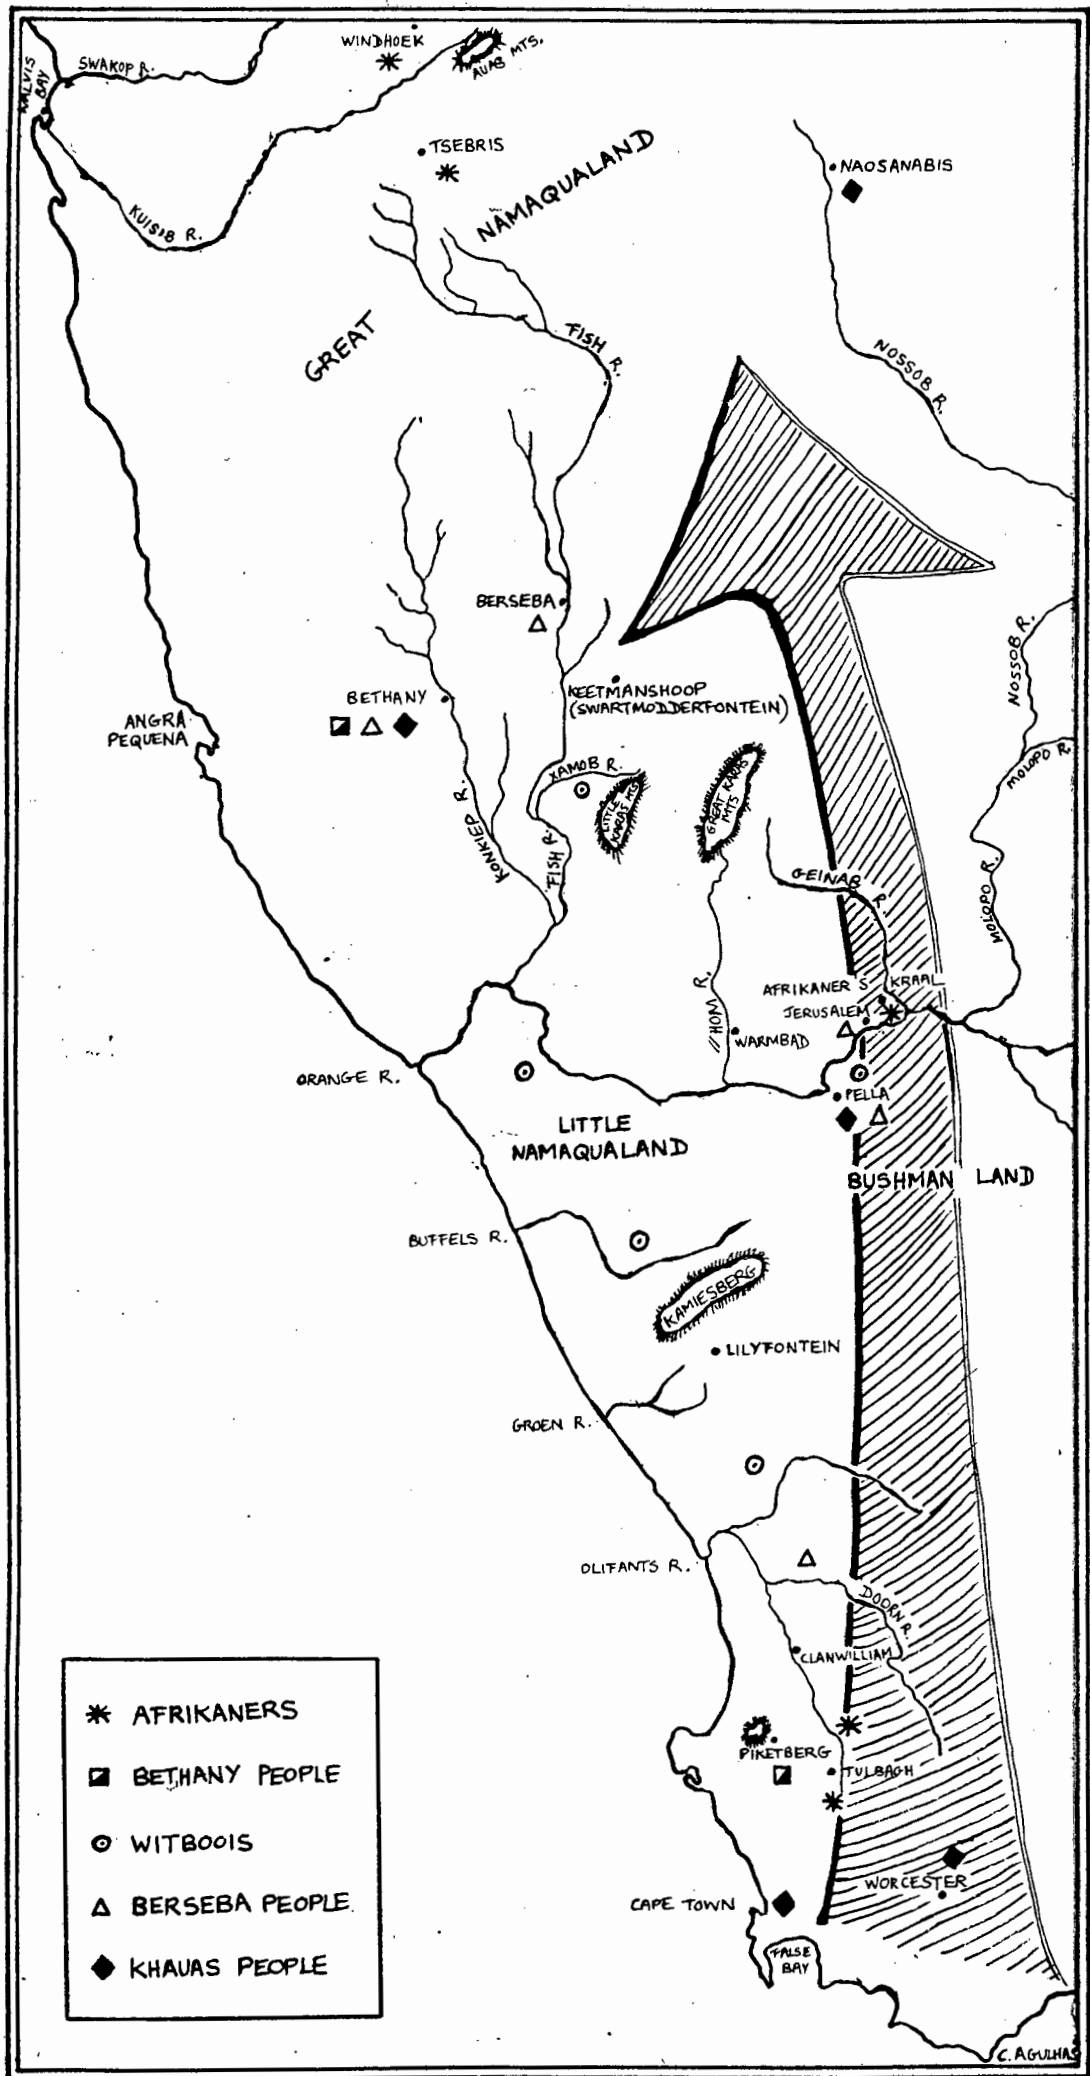 WINDHOEK
AUAS MTS.
SWAKOP R.
WALVIS
BAY
TSEBRIS
NAOSANABIS
KUISIB R.
GREAT NAMAQUALAND
FISH R.
NOSSOB R.
BERSEBA
NOSSOB R.
BETHANY
KEETMANSHOOP
(SWARTMODDERFONTEIN)
ANGRA
PEQUENA
MOLOPO R.
XAMOB R.
LITTLE
KARAS MTS
GREAT KARAS
MTS
KONKIEP R.
FISH R.
GEINAB R
MOLOPO R.
//HOM R.
AFRIKANER'S KRAAL
JERUSALEM
WARMBAD
ORANGE R.
PELLA
LITTLE
NAMAQUALAND
BUSHMAN LAND
BUFFELS R.
KAMIESBERG
LILYFONTEIN
GROEN R.
OLIFANTS R.
DOORN R.
CLANWILLIAM
PIKETBERG
TULBAGH
WORCESTER
CAPE TOWN
FALSE
BAY
C. AGULHAS
AFRIKANERS
BETHANY PEOPLE
WITBOOIS
BERSEBA PEOPLE
KHAUAS PEOPLE